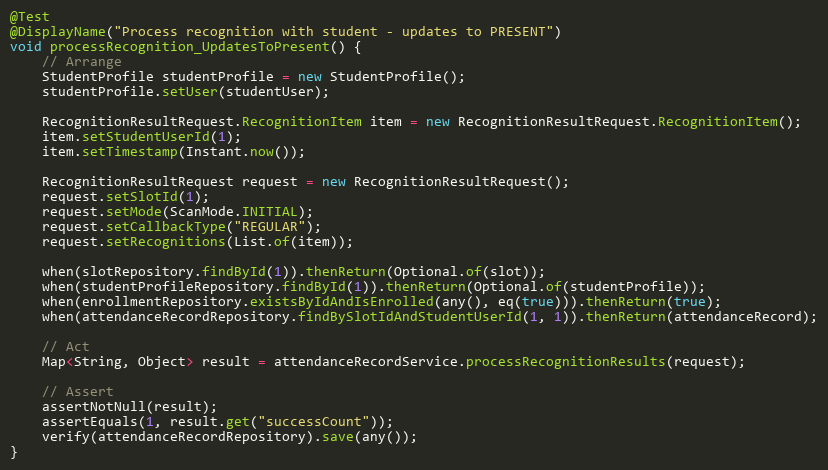 @Test
@DisplayName("Process recognition with student - updates to PRESENT")
void processRecognition_UpdatesToPresent() {
    // Arrange
    StudentProfile studentProfile = new StudentProfile();
    studentProfile.setUser(studentUser);

    RecognitionResultRequest.RecognitionItem item = new RecognitionResultRequest.RecognitionItem();
    item.setStudentUserId(1);
    item.setTimestamp(Instant.now());

    RecognitionResultRequest request = new RecognitionResultRequest();
    request.setSlotId(1);
    request.setMode(ScanMode.INITIAL);
    request.setCallbackType("REGULAR");
    request.setRecognitions(List.of(item));

    when(slotRepository.findById(1)).thenReturn(Optional.of(slot));
    when(studentProfileRepository.findById(1)).thenReturn(Optional.of(studentProfile));
    when(enrollmentRepository.existsByIdAndIsEnrolled(any(), eq(true))).thenReturn(true);
    when(attendanceRecordRepository.findBySlotIdAndStudentUserId(1, 1)).thenReturn(attendanceRecord);

    // Act
    Map<String, Object> result = attendanceRecordService.processRecognitionResults(request);

    // Assert
    assertNotNull(result);
    assertEquals(1, result.get("successCount"));
    verify(attendanceRecordRepository).save(any());
}